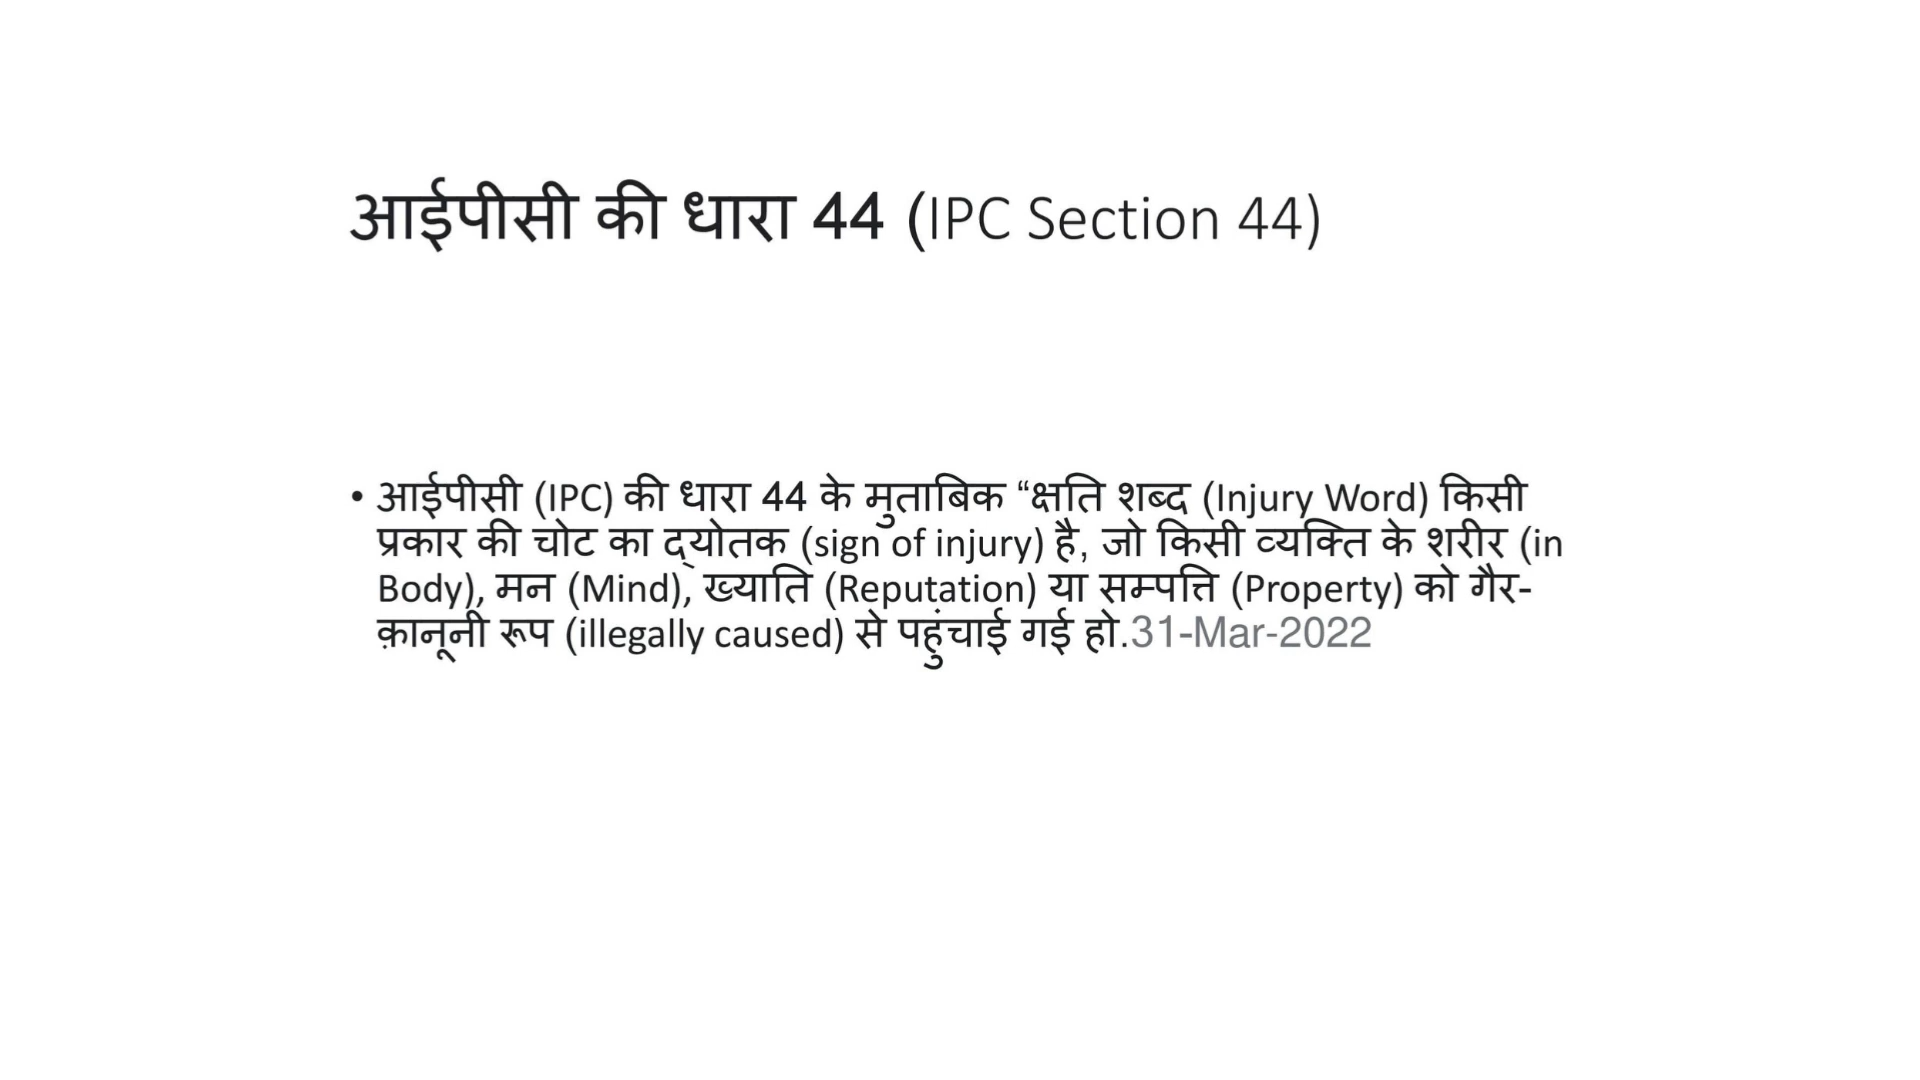 आईपीसी की धारा 44 (IPC Section 44)
• आईपीसी (IPC) की धारा 44 के मुताबिक “क्षति शब्द (Injury Word) किसी
प्रकार की चोट का द्‌योतक (sign of injury) है, जो किसी व्यक्ति के शरीर (in
Body), मन (Mind), ख्याति (Reputation) या सम्पत्ति (Property) को गैर-
क़ानूनी रूप (illegally caused) से पहुंचाई गई हो.31-Mar-2022